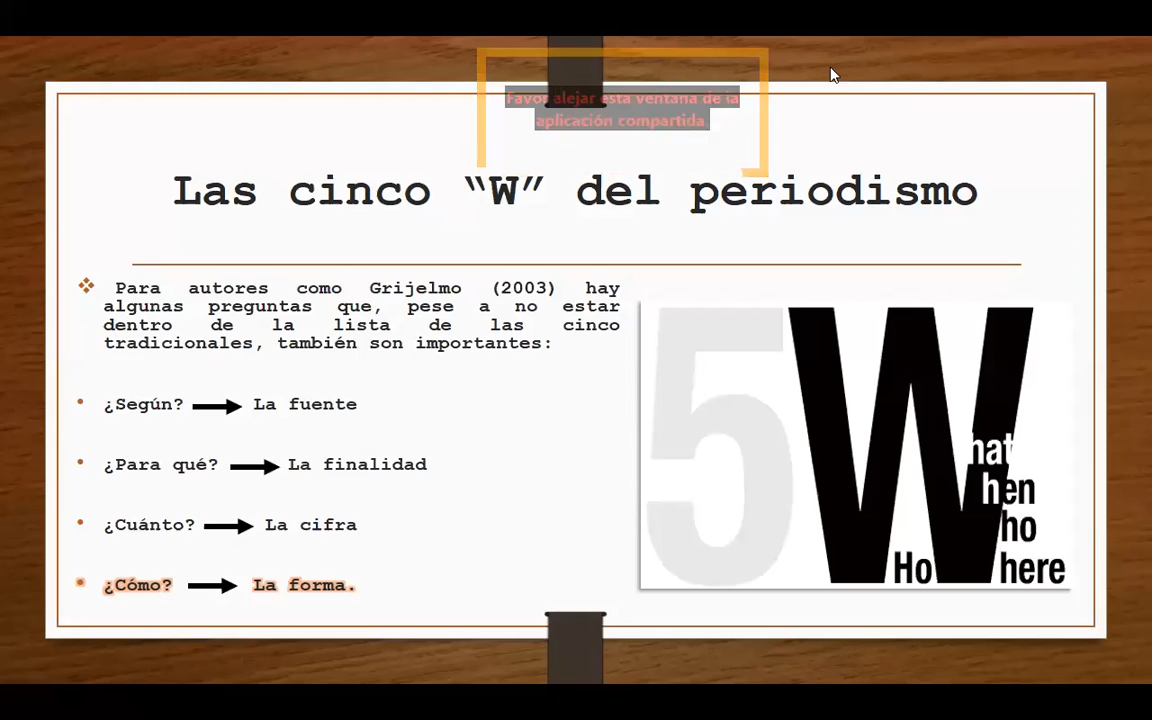 Favor alejar esta ventana de la
aplicación compartida.
Las cinco “W” del periodismo
Para autores como Grijelmo (2003) hay
algunas preguntas que, pese a no estar
dentro de la lista de las cinco
tradicionales, también son importantes:
¿Según? La fuente
¿Para qué? La finalidad
¿Cuánto? La cifra
¿Cómo? La forma.
5W
hat
hen
ho
Ho
here